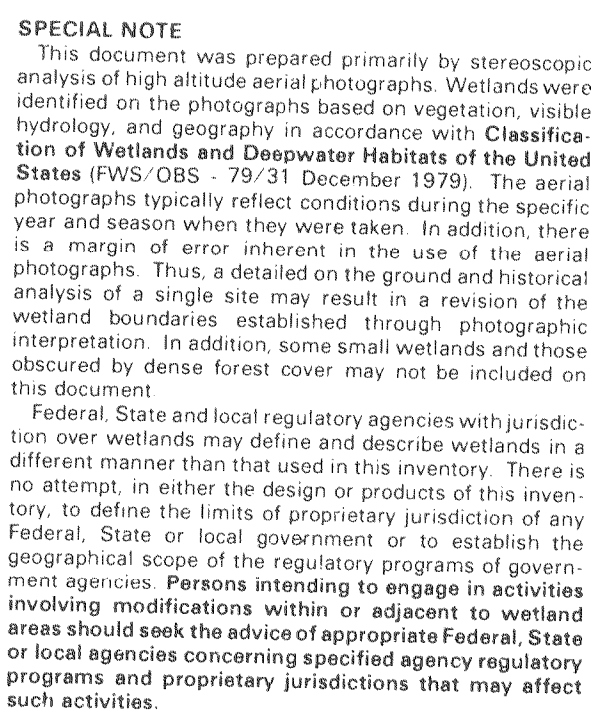 SPECIAL NOTE
This document was prepared primarily by stereoscopic
analysis of high altitude aerial photographs. Wetlands were
identified on the photographs based on vegetation, visible
hydrology, and geography in accordance with Classifica-
tion of Wetlands and Deepwater Habitats of the United
States (FWS/OBS - 79/31 December 1979). The aerial
photographs typically reflect conditions during the specific
year and season when they were taken. In addition, there
is a margin of error inherent in the use of the aerial
photographs. Thus, a detailed on the ground and historical
analysis of a single site may result in a revision of the
wetland boundaries established through photographic
interpretation. In addition, some small wetlands and those
obscured by dense forest cover may not be included on
this document.
Federal, State and local regulatory agencies with jurisdic-
tion over wetlands may define and describe wetlands in a
different manner than that used in this inventory. There is
no attempt, in either the design or products of this inven-
tory, to define the limits of proprietary jurisdiction of any
Federal, State or local government or to establish the
geographical scope of the regulatory programs of govern-
ment agencies. Persons intending to engage in activities
involving modifications within or adjacent to wetland
areas should seek the advice of appropriate Federal, State
or local agencies concerning specified agency regulatory
programs and proprietary jurisdictions that may affect
such activities.